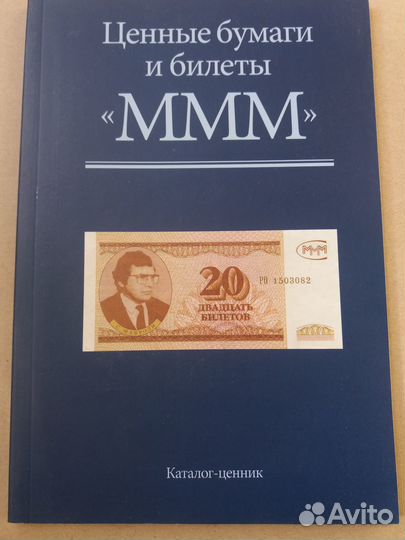 Ценные бумаги
и билеты
«МММ»
МММ
20
РО 1503082
ДВАДЦАТЬ
БИЛЕТОВ
Каталог-ценник
Avito